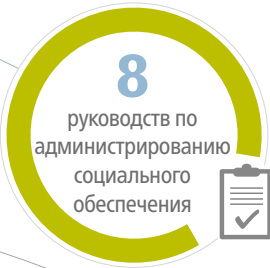 8
руководств по
администрированию
социального
обеспечения